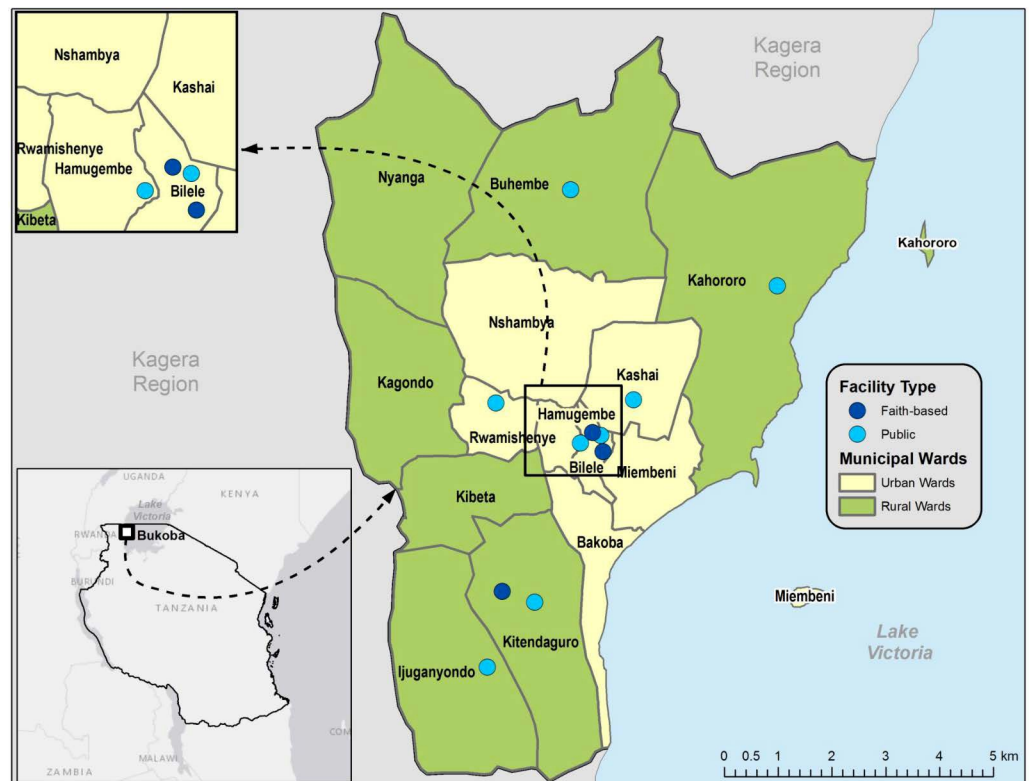 Nshambya
Kashai
Rwamishenye
Hamugembe
Bilele
Kibeta
Kagera
Region
Nyanga
Buhembe
Kahororo
Kahororo
Nshambya
Kagera
Region
Kagondo
Kashai
Hamugembe
Rwamishenye
Bilele
Miembeni
Kibeta
Bakoba
Kitendaguro
Ijuganyondo
Miembeni
Lake
Victoria
Facility Type
Faith-based
Public
Municipal Wards
Urban Wards
Rural Wards
UGANDA
KENYA
Lake
Victoria
RWANDA
Bukoba
BURUNDI
TANZANIA
COM
MALAWI
ZAMBIA
0 0.5 1 2 3 4 5 km